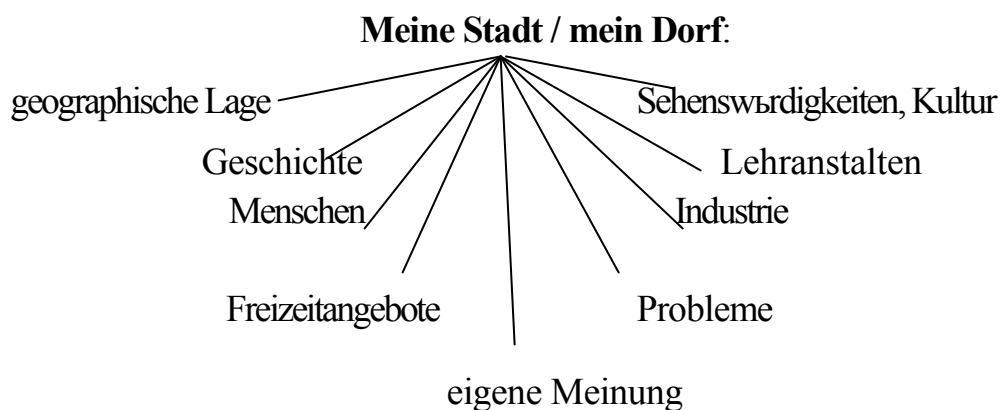 Meine Stadt / mein Dorf:
geographische Lage
Sehenswьrdigkeiten, Kultur
Geschichte
Lehranstalten
Menschen
Industrie
Freizeitangebote
Probleme
eigene Meinung